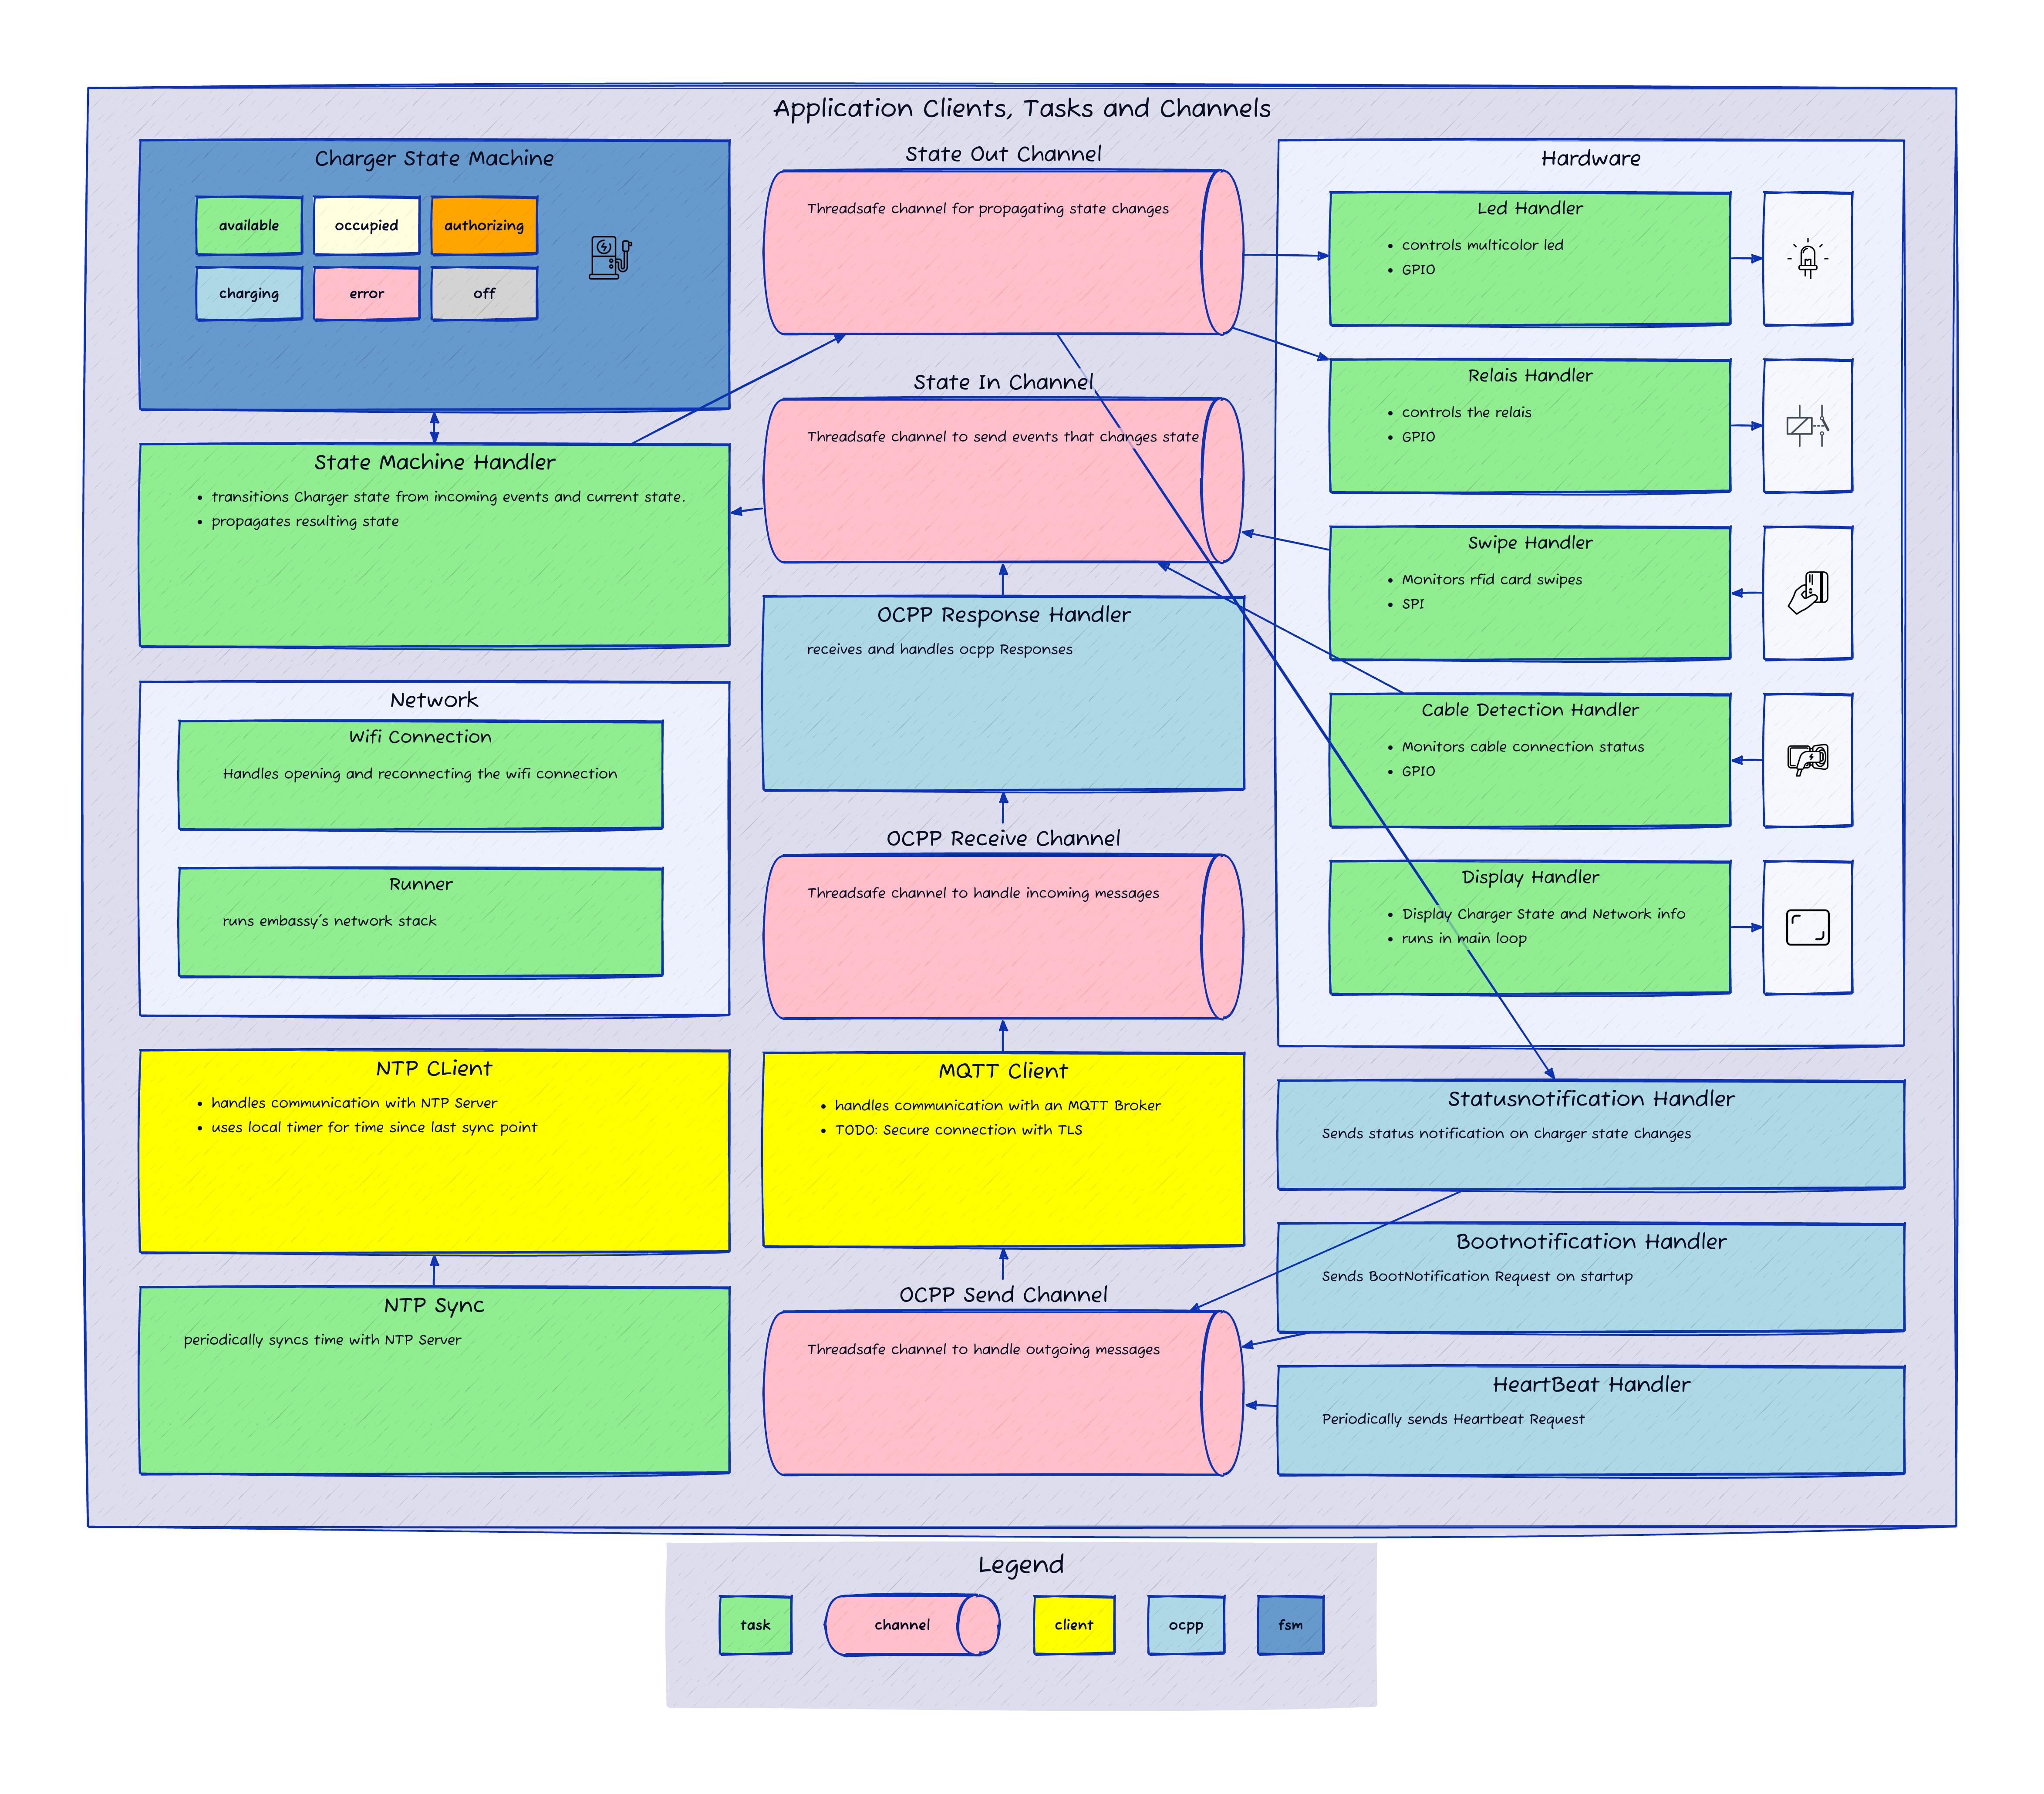 Application Clients, Tasks and Channels
Charger State Machine
available
occupied
authorizing
charging
error
off
State Machine Handler
• transitions Charger state from incoming events and current state.
• propagates resulting state
Network
Wifi Connection
Handles opening and reconnecting the wifi connection
Runner
runs embassy's network stack
NTP CLient
• handles communication with NTP Server
• uses local timer for time since last sync point
NTP Sync
periodically syncs time with NTP Server
State Out Channel
Threadsafe channel for propagating state changes
State In Channel
Threadsafe channel to send events that changes state
OCPP Response Handler
receives and handles ocpp Responses
OCPP Receive Channel
Threadsafe channel to handle incoming messages
MQTT Client
• handles communication with an MQTT Broker
• TODO: Secure connection with TLS
OCPP Send Channel
Threadsafe channel to handle outgoing messages
Hardware
Led Handler
• controls multicolor led
• GPIO
Relais Handler
• controls the relais
• GPIO
Swipe Handler
• Monitors rfid card swipes
• SPI
Cable Detection Handler
• Monitors cable connection status
• GPIO
Display Handler
• Display Charger State and Network info
• runs in main loop
Statusnotification Handler
Sends status notification on charger state changes
Bootnotification Handler
Sends BootNotification Request on startup
HeartBeat Handler
Periodically sends Heartbeat Request
Legend
task
channel
client
ocpp
fsm